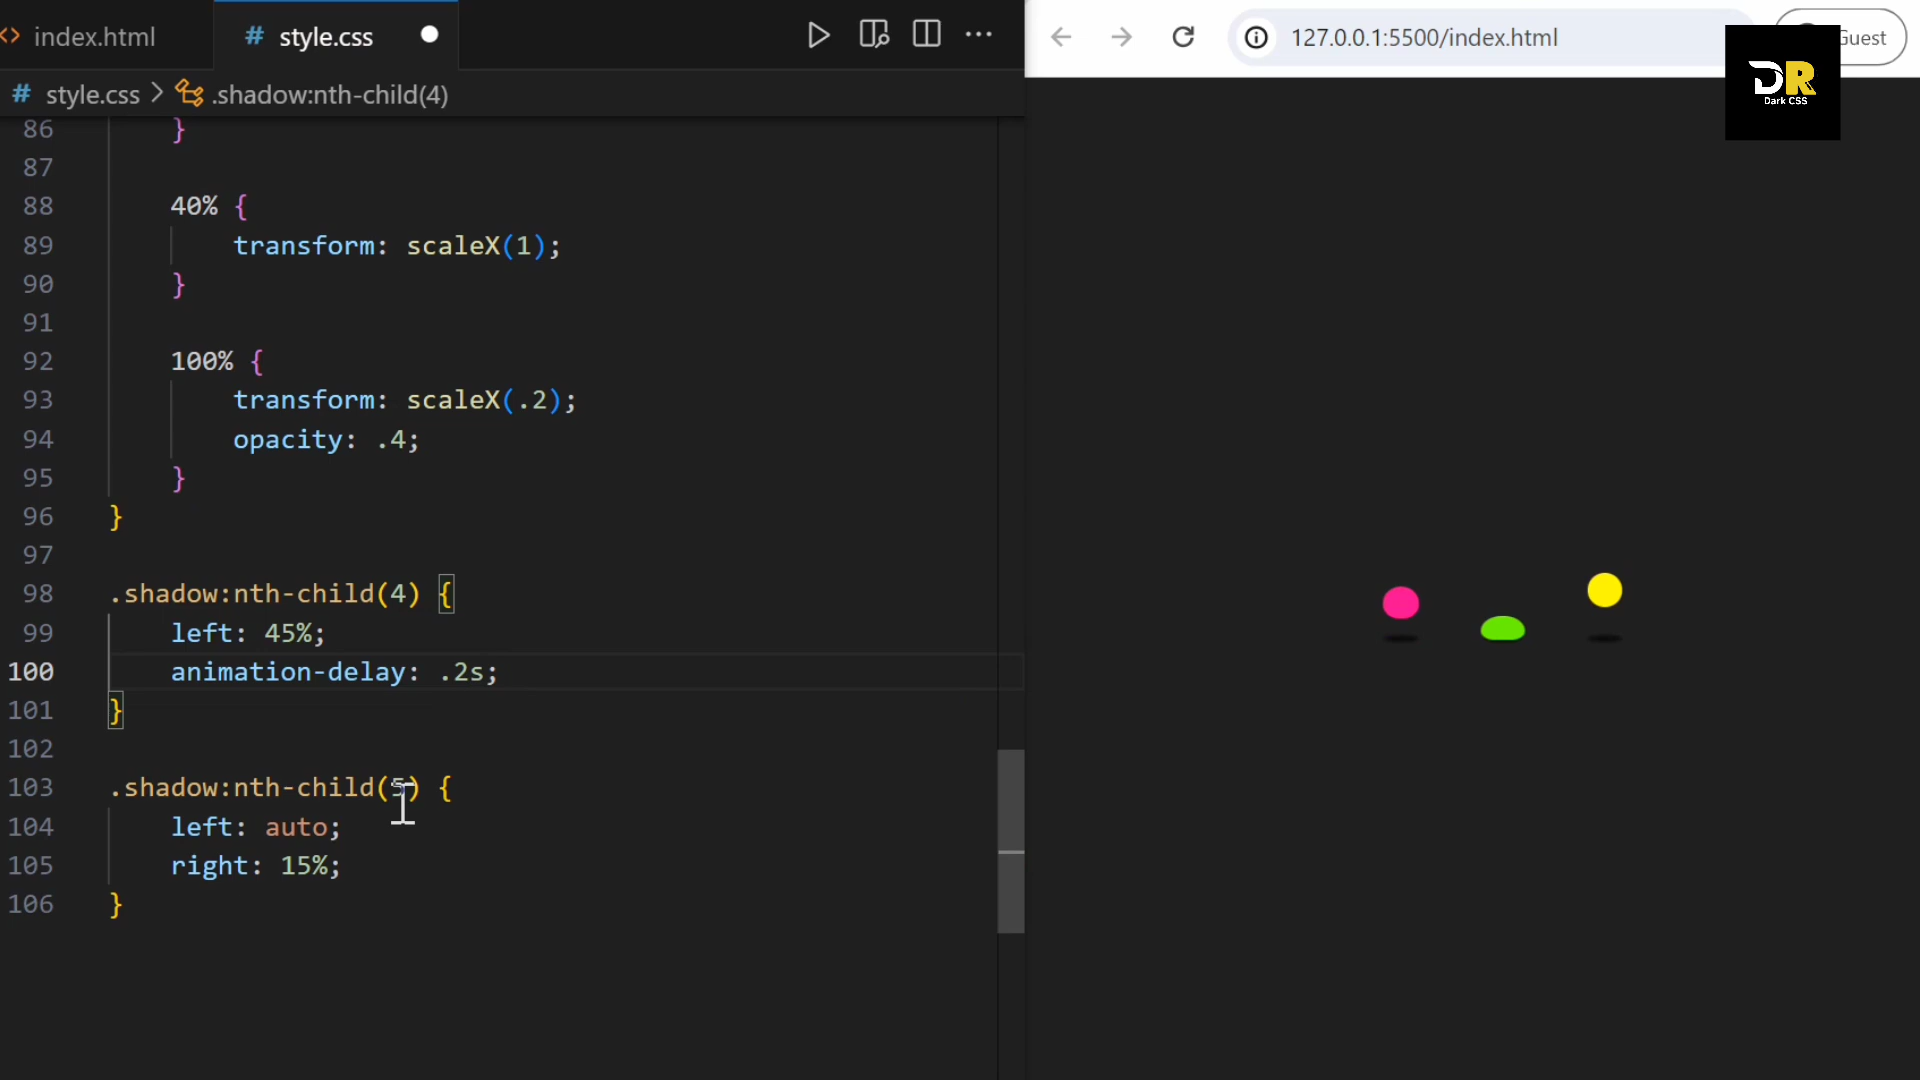 index.html
# style.css
127.0.0.1:5500/index.html
Guest
DR
Dark CSS
# style.css > .shadow:nth-child(4)
86 }
87
88 40% {
89 transform: scaleX(1);
90 }
91
92 100% {
93 transform: scaleX(.2);
94 opacity: .4;
95 }
96 }
97
98 .shadow:nth-child(4) {
99 left: 45%;
100 animation-delay: .2s;
101 }
102
103 .shadow:nth-child(5) {
104 left: auto;
105 right: 15%;
106 }